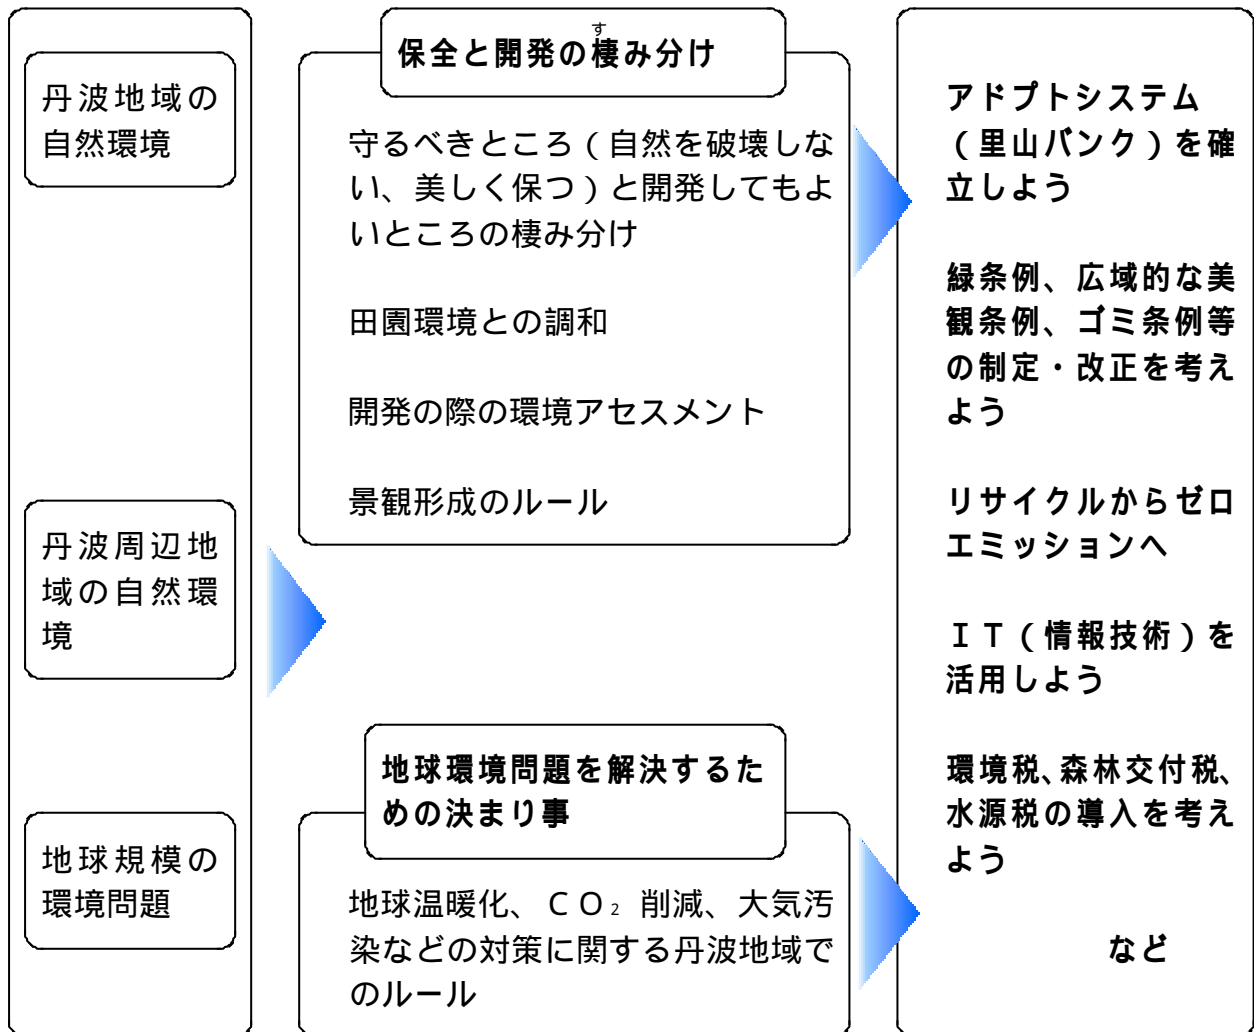 丹波地域の
自然環境
丹波周辺地
域の自然環
境
地球規模の
環境問題
す
保全と開発の棲み分け
守るべきところ(自然を破壊しな
い、美しく保つ)と開発してもよ
いところの棲み分け
田園環境との調和
開発の際の環境アセスメント
景観形成のルール
地球環境問題を解決するた
めの決まり事
地球温暖化、CO₂ 削減、大気汚
染などの対策に関する丹波地域で
のルール
アドプトシステム
(里山バンク)を確
立しよう
緑条例、広域的な美
観条例、ゴミ条例等
の制定・改正を考え
よう
リサイクルからゼロ
エミッションへ
IT(情報技術)を
活用しよう
環境税、森林交付税、
水源税の導入を考え
よう
など